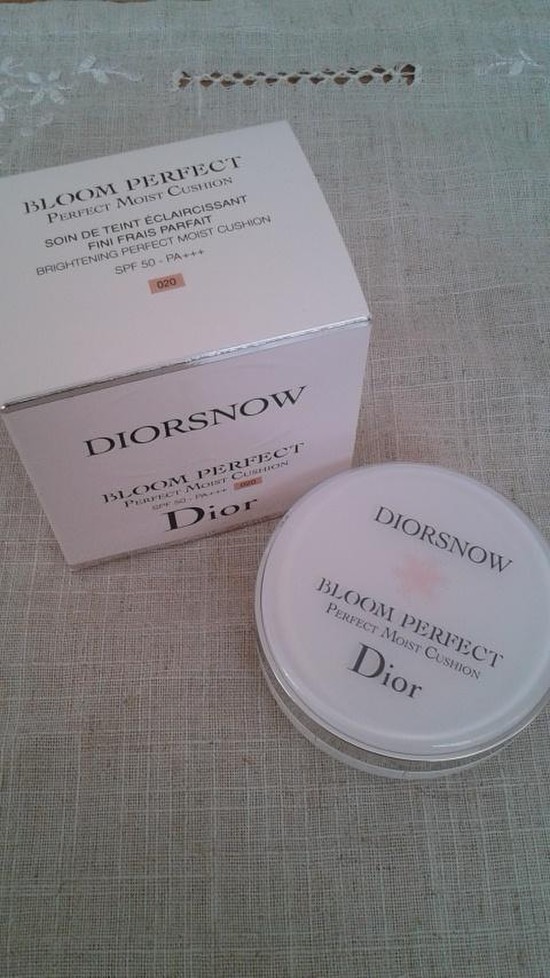 BLOOM PERFECT
PERFECT MOIST CUSHION
SOIN DE TEINT ÉCLAIRCISSANT
FINI FRAIS PARFAIT
BRIGHTENING PERFECT MOIST CUSHION
SPF 50 - PA+++
020
DIORSNOW
BLOOM PERFECT
PERFECT MOIST CUSHION
SPF 50 - PA+++ 020
Dior
DIORSNOW
BLOOM PERFECT
PERFECT MOIST CUSHION
Dior